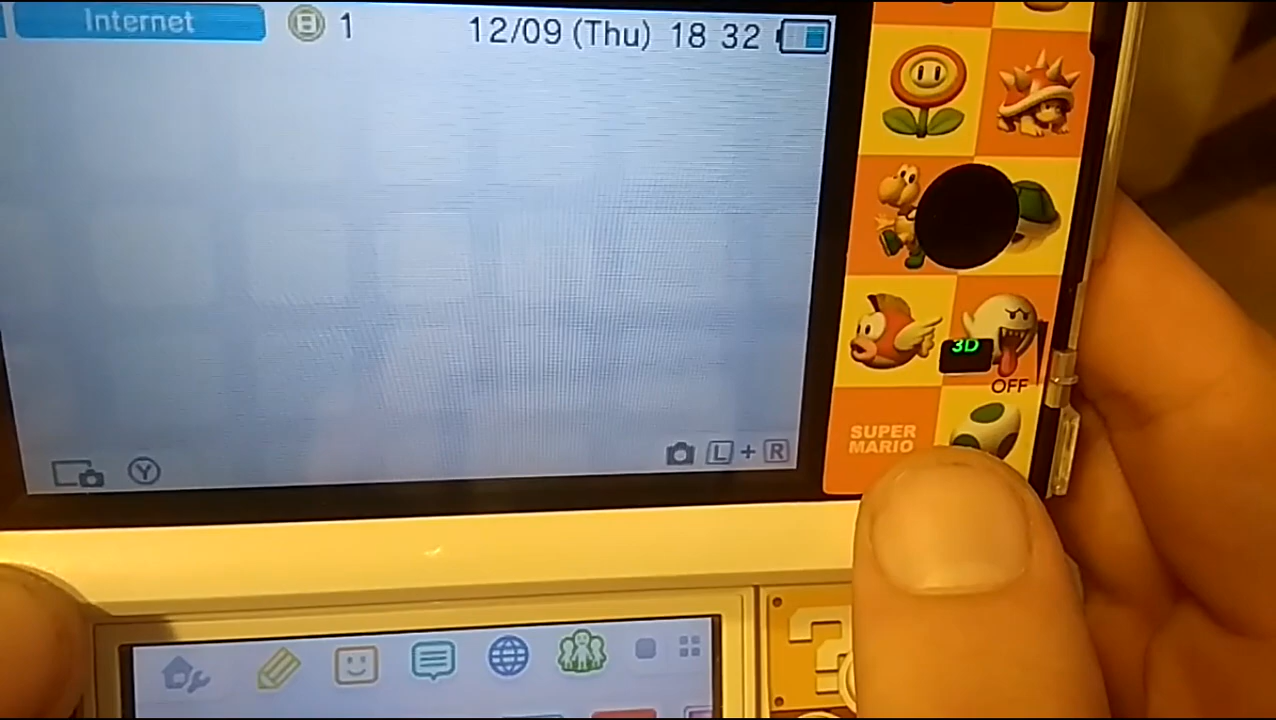 Internet 1 12/09 (Thu) 18 32
3D
OFF
SUPER
MARIO
Y
L + R
?